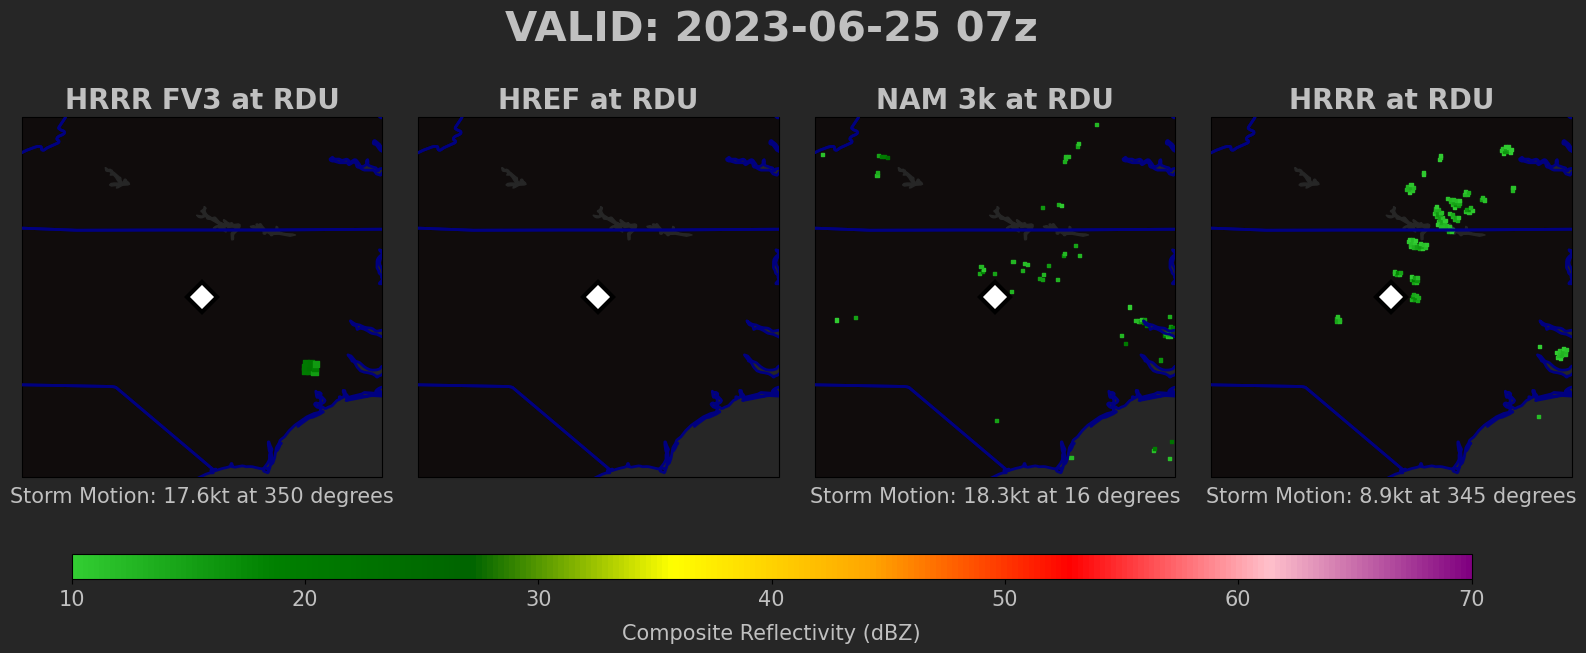 VALID: 2023-06-25 07z
HRRR FV3 at RDU
HREF at RDU
NAM 3k at RDU
HRRR at RDU
Storm Motion: 17.6kt at 350 degrees
Storm Motion: 18.3kt at 16 degrees
Storm Motion: 8.9kt at 345 degrees
10 20 30 40 50 60 70
Composite Reflectivity (dBZ)